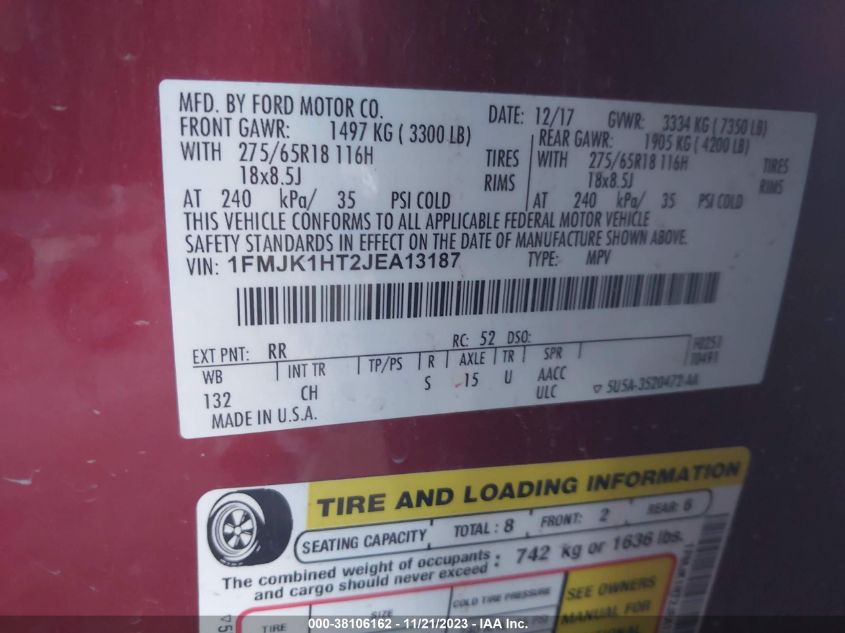 MFD. BY FORD MOTOR CO. DATE: 12/17 GVWR: 3334 KG ( 7350 LB)
FRONT GAWR: 1497 KG ( 3300 LB) REAR GAWR: 1905 KG ( 4200 LB)
WITH 275/65R18 116H TIRES WITH 275/65R18 116H TIRES
18x8.5J RIMS 18x8.5J RIMS
AT 240 kPa/ 35 PSI COLD AT 240 kPa/ 35 PSI COLD
THIS VEHICLE CONFORMS TO ALL APPLICABLE FEDERAL MOTOR VEHICLE
SAFETY STANDARDS IN EFFECT ON THE DATE OF MANUFACTURE SHOWN ABOVE.
VIN: 1FMJK1HT2JEA13187 TYPE: MPV
EXT PNT: RR RC: 52 DSO: H0251
WB INT TR TP/PS R AXLE TR SPR T0491
132 CH S 15 U AACC
ULC ▽ 5U5A-3520472-AA
MADE IN U.S.A.
TIRE AND LOADING INFORMATION
SEATING CAPACITY TOTAL : 8 FRONT: 2 REAR: 6
The combined weight of occupants : 742 kg or 1636 lbs.
and cargo should never exceed
TIRE SIZE COLD TIRE PRESSURE SEE OWNERS
MANUAL FOR
PSI
000-38106162 - 11/21/2023 - IAA, Inc.